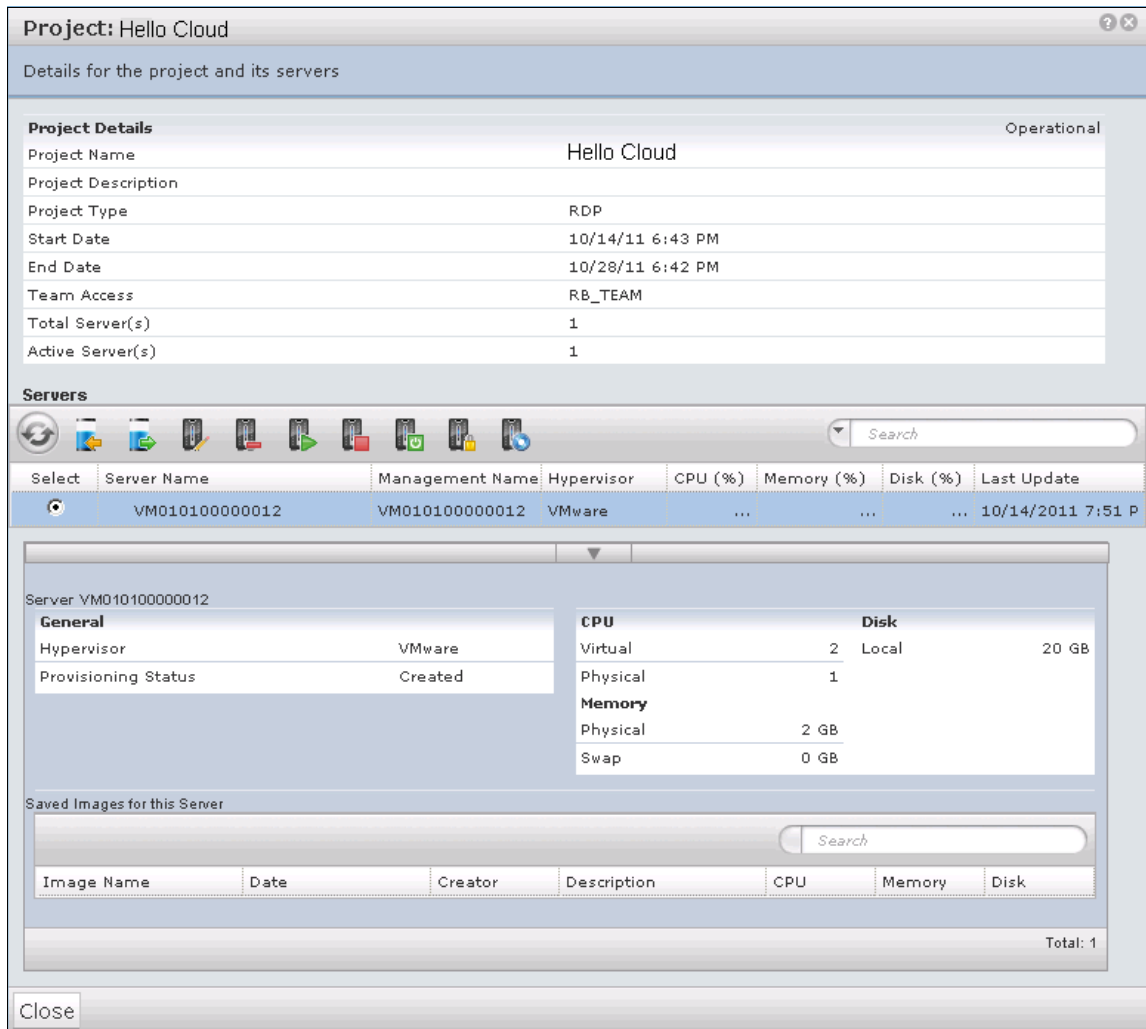 Project: Hello Cloud
Details for the project and its servers
Project Details Operational
Project Name Hello Cloud
Project Description
Project Type RDP
Start Date 10/14/11 6:43 PM
End Date 10/28/11 6:42 PM
Team Access RB_TEAM
Total Server(s) 1
Active Server(s) 1
Servers
Search
Select Server Name Management Name Hypervisor CPU (%) Memory (%) Disk (%) Last Update
VM010100000012 VM010100000012 VMware ... ... ... 10/14/2011 7:51 P
Server VM010100000012
General CPU Disk
Hypervisor VMware Virtual 2 Local 20 GB
Provisioning Status Created Physical 1
Memory
Physical 2 GB
Swap 0 GB
Saved Images for this Server
Search
Image Name Date Creator Description CPU Memory Disk
Total: 1
Close